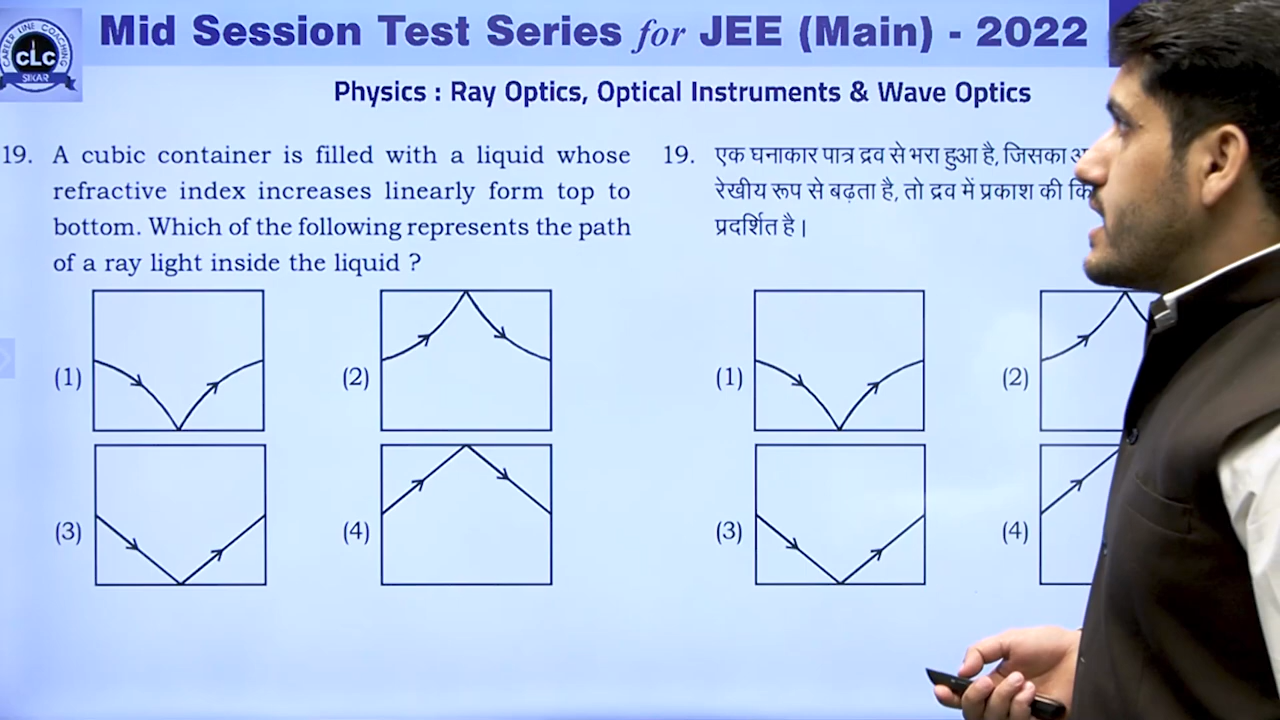 CAREER LINE COACHING
CLC
SIKAR
Mid Session Test Series for JEE (Main) - 2022
Physics : Ray Optics, Optical Instruments & Wave Optics
19. A cubic container is filled with a liquid whose
refractive index increases linearly form top to
bottom. Which of the following represents the path
of a ray light inside the liquid ?
(1)
(2)
(3)
(4)
19. एक घनाकार पात्र द्रव से भरा हुआ है, जिसका
रेखीय रूप से बढ़ता है, तो द्रव में प्रकाश की
प्रदर्शित है।
(1)
(2)
(3)
(4)